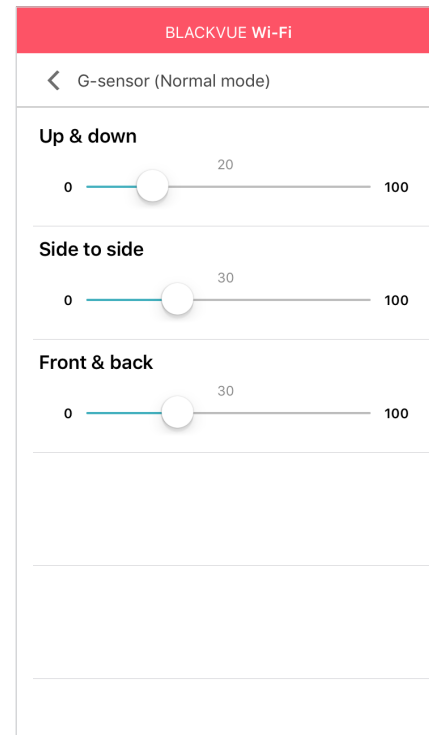 BLACKVUE Wi-Fi
G-sensor (Normal mode)
Up & down
20
0 100
Side to side
30
0 100
Front & back
30
0 100